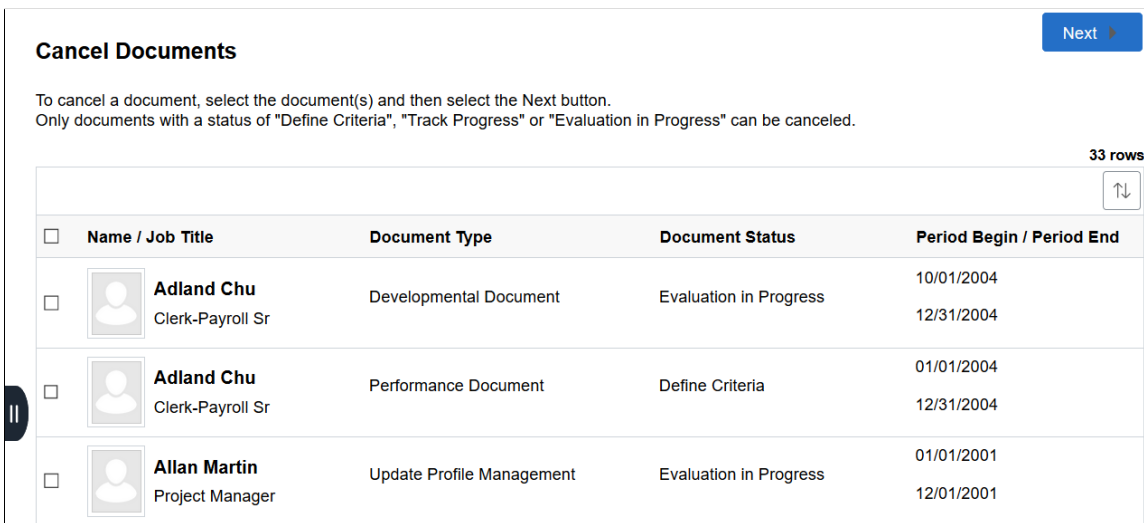 Next
Cancel Documents
To cancel a document, select the document(s) and then select the Next button.
Only documents with a status of "Define Criteria", "Track Progress" or "Evaluation in Progress" can be canceled.
33 rows
Name / Job Title Document Type Document Status Period Begin / Period End
Adland Chu
Clerk-Payroll Sr
Developmental Document
Evaluation in Progress
10/01/2004
12/31/2004
Adland Chu
Clerk-Payroll Sr
Performance Document
Define Criteria
01/01/2004
12/31/2004
Allan Martin
Project Manager
Update Profile Management
Evaluation in Progress
01/01/2001
12/01/2001